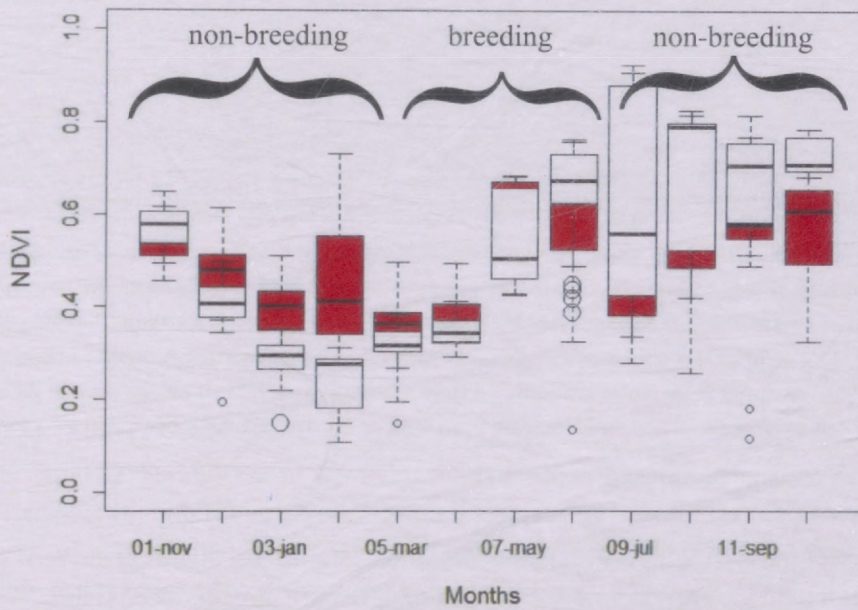 non-breeding breeding non-breeding
1.0
0.8
0.6
0.4
0.2
0.0
NDVI
01-nov 03-jan 05-mar 07-may 09-jul 11-sep
Months